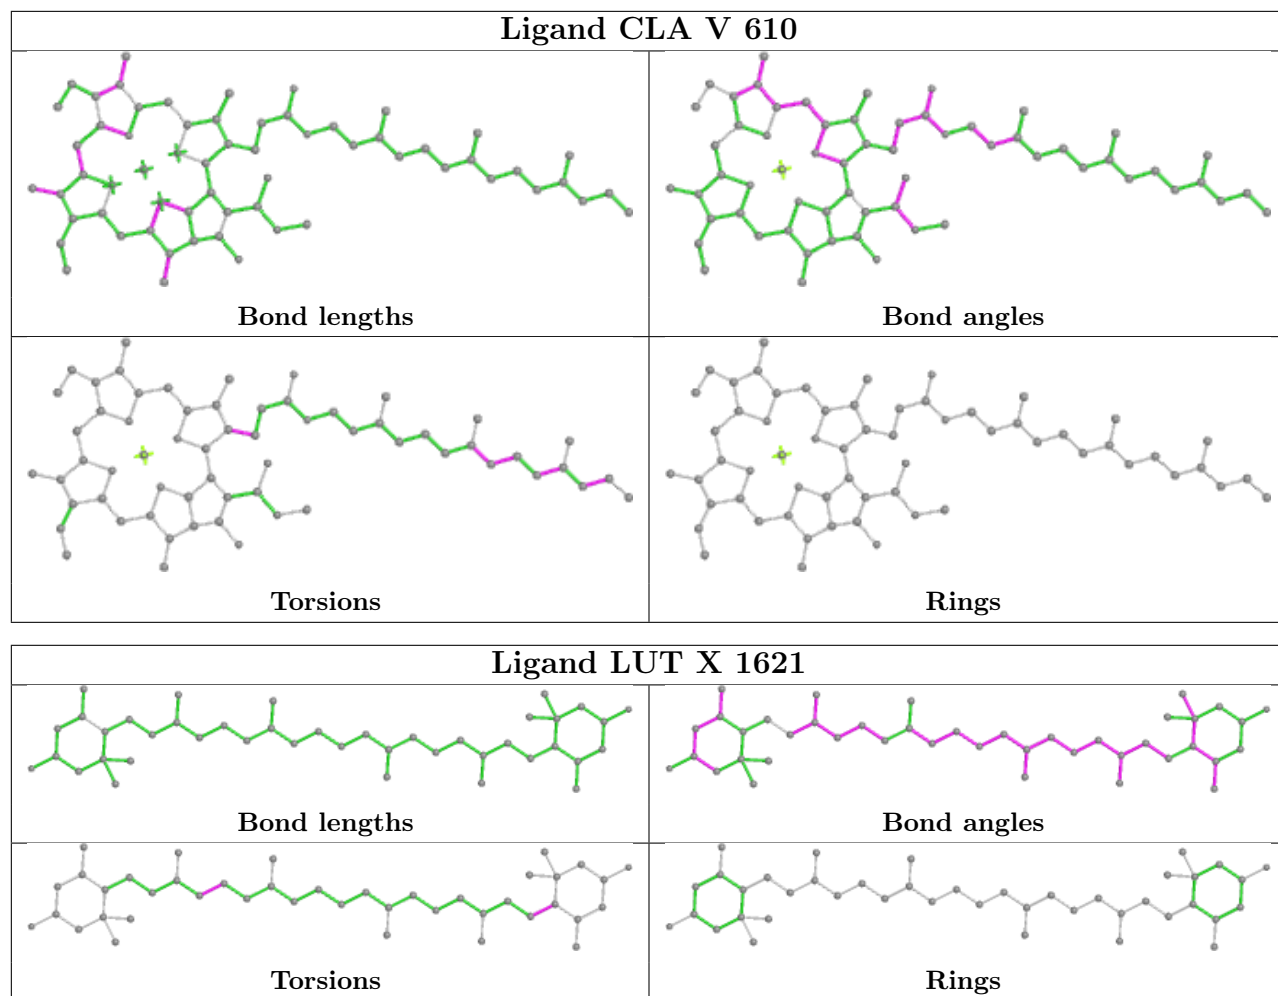 Ligand CLA V 610
Bond lengths
Bond angles
Torsions
Rings
Ligand LUT X 1621
Bond lengths
Bond angles
Torsions
Rings